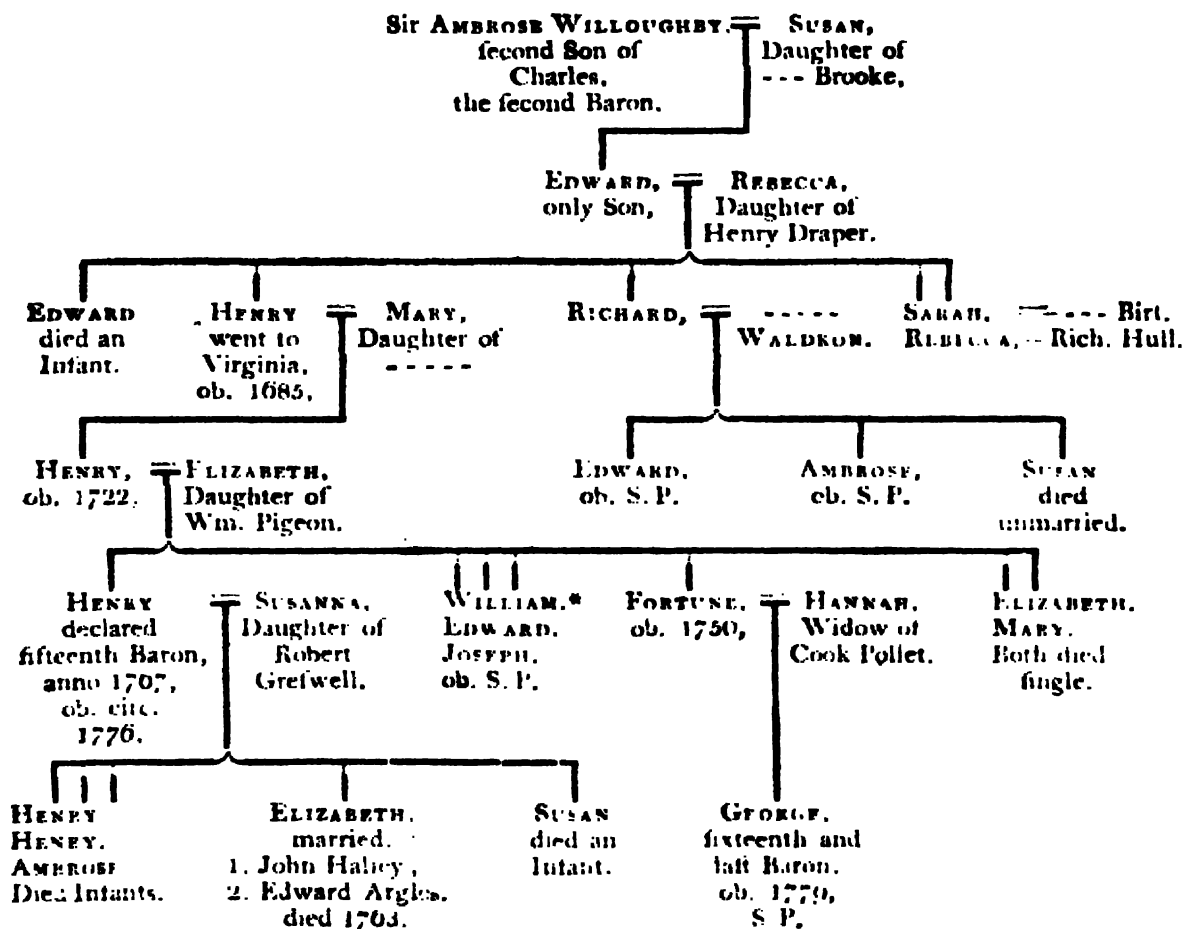 Sir AMBROSE WILLOUGHBY,
ſecond Son of
Charles,
the ſecond Baron.
SUSAN,
Daughter of
--- Brooke,
EDWARD,
only Son,
REBECCA,
Daughter of
Henry Draper.
EDWARD
died an
Infant.
HENRY
went to
Virginia,
ob. 1685,
MARY,
Daughter of
-----
RICHARD,
-----
WALDRON.
SARAH, ---- Birt.
REBECCA, -- Rich. Hull.
HENRY,
ob. 1722,
ELIZABETH,
Daughter of
Wm. Pigeon.
EDWARD,
ob. S. P.
AMBROSE,
ob. S. P.
SUSAN
died
unmarried.
HENRY
declared
fifteenth Baron,
anno 1767,
ob. circ.
1776.
SUSANNA,
Daughter of
Robert
Greſwell.
WILLIAM,*
EDWARD,
JOSEPH,
ob. S. P.
FORTUNE,
ob. 1750,
HANNAH,
Widow of
Cook Pollet.
ELIZABETH,
MARY.
Both died
ſingle.
HENRY
HENRY.
AMBROSE
Died Infants.
ELIZABETH,
married.
1. John Halſey,
2. Edward Argles,
died 1763.
SUSAN
died an
Infant.
GEORGE,
ſixteenth and
laſt Baron.
ob. 1779,
S P.